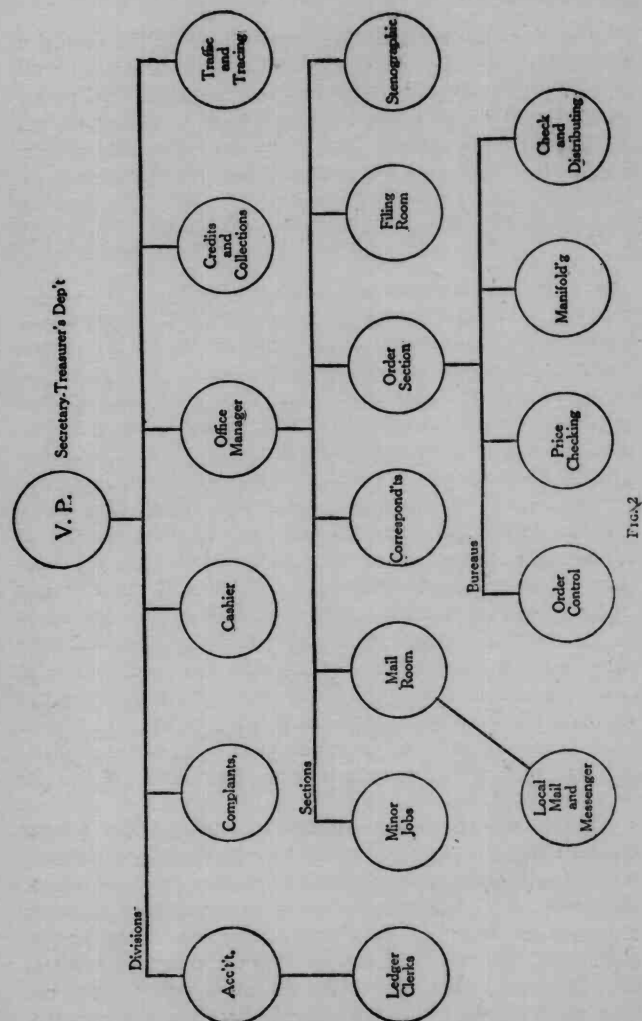 Secretary-Treasurer's Dep't
V. P.
Divisions
Acc't't.
Complaints.
Cashier
Office
Manager
Credits
and
Collections
Traffic
and
Tracing
Sections
Ledger
Clerks
Minor
Jobs
Mail
Room
Correspond'ts
Order
Section
Filing
Room
Stenographic
Bureaus
Local
Mail
and
Messenger
Order
Control
Price
Checking
Manifold'g
Check
and
Distributing
FIG. 2